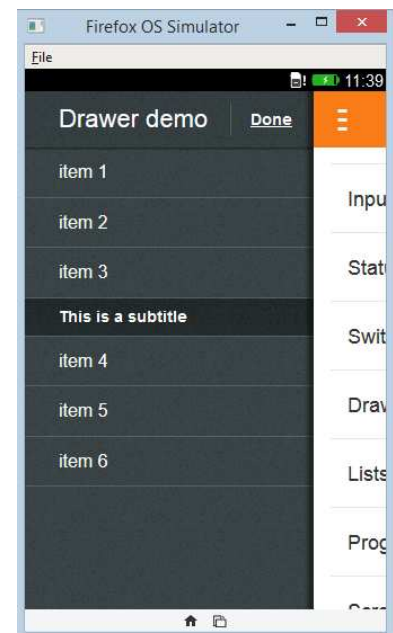 Firefox OS Simulator
File
11:39
Drawer demo Done
item 1
item 2
item 3
This is a subtitle
item 4
item 5
item 6
Inpu
Stat
Swit
Draw
Lists
Prog